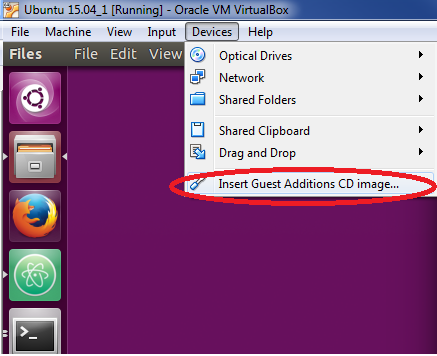 Ubuntu 15.04_1 [Running] - Oracle VM VirtualBox
File Machine View Input Devices Help
Files File Edit View
Optical Drives
Network
Shared Folders
Shared Clipboard
Drag and Drop
Insert Guest Additions CD image...
>_